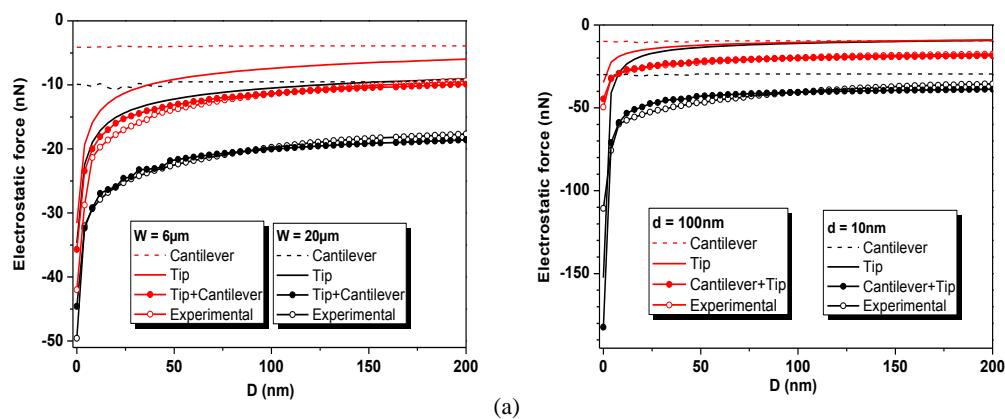 0
-10
-20
-30
-40
-50
Electrostatic force (nN)
0
50
100
150
200
D (nm)
W = 6µm
Cantilever
Tip
Tip+Cantilever
Experimental
W = 20µm
Cantilever
Tip
Tip+Cantilever
Experimental
0
-50
-100
-150
Electrostatic force (nN)
0
50
100
150
200
D (nm)
d = 100nm
Cantilever
Tip
Cantilever+Tip
Experimental
d = 10nm
Cantilever
Tip
Cantilever+Tip
Experimental
(a)